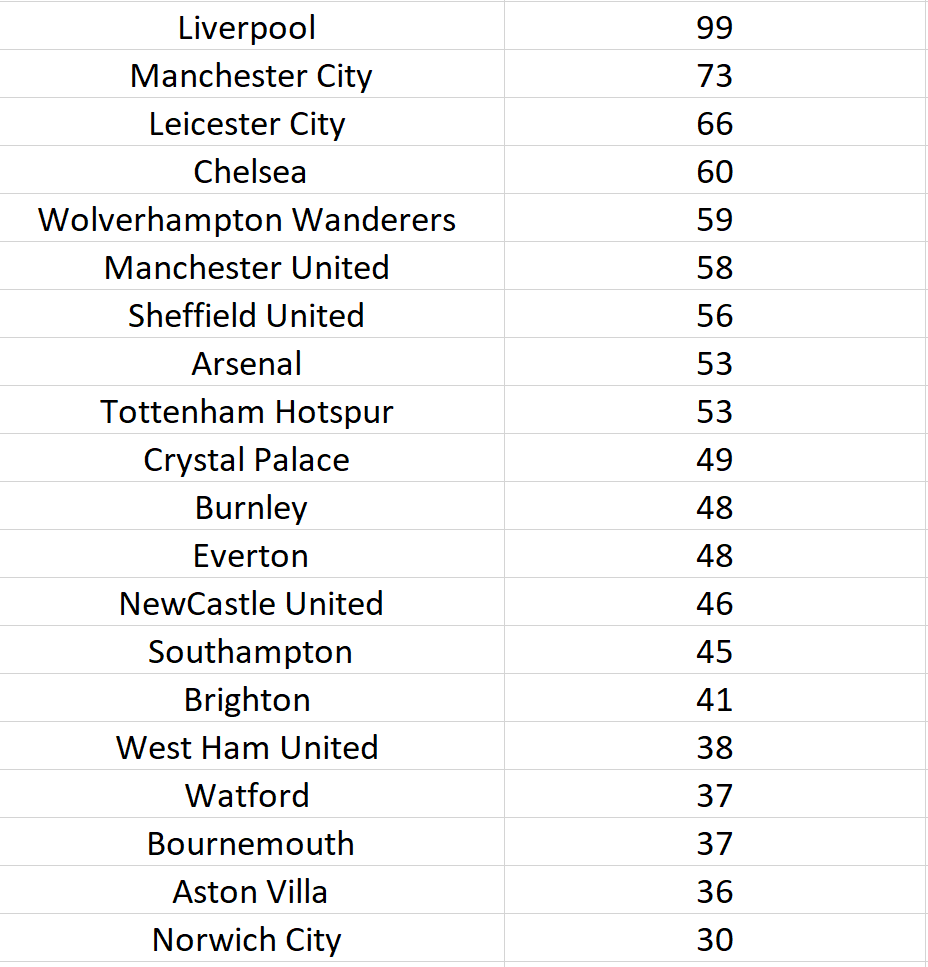 Liverpool 99
Manchester City 73
Leicester City 66
Chelsea 60
Wolverhampton Wanderers 59
Manchester United 58
Sheffield United 56
Arsenal 53
Tottenham Hotspur 53
Crystal Palace 49
Burnley 48
Everton 48
NewCastle United 46
Southampton 45
Brighton 41
West Ham United 38
Watford 37
Bournemouth 37
Aston Villa 36
Norwich City 30